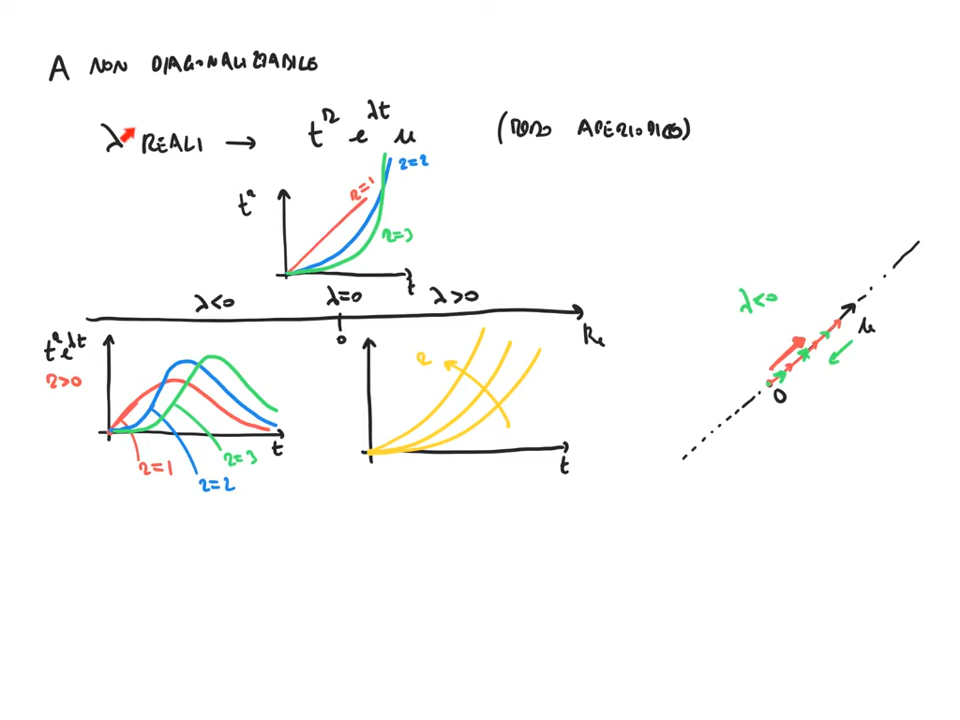 A NON DIAGONALIZZABILE
λ REALI → t^r e^{λt} u (MODO APERIODICO)
t^r
r=1
r=2
r=3
t
λ<0 λ=0 λ>0
0
Re
t^r e^{λt}
r>0
r=1
r=2
r=3
t
r
t
λ<0
u
0